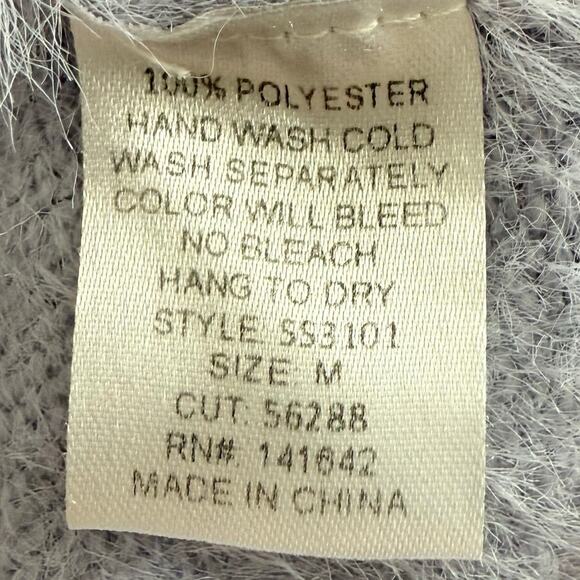 100% POLYESTER
HAND WASH COLD
WASH SEPARATELY
COLOR WILL BLEED
NO BLEACH
HANG TO DRY
STYLE: SS3101
SIZE: M
CUT: 56288
RN#: 141642
MADE IN CHINA